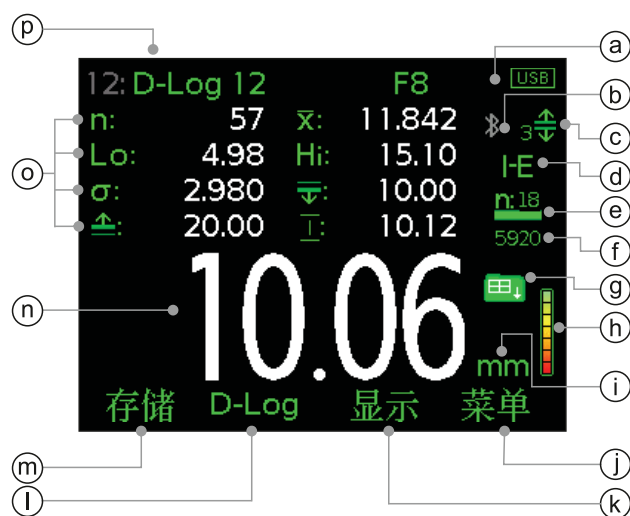 p
a
12: D-Log 12 F8 USB
b
n: 57 x̄: 11.842 3
c
o
Lo: 4.98 Hi: 15.10 I-E
d
σ: 2.980 10.00 n:18
e
20.00 10.12 5920
f
g
n
10.06
h
mm
i
存储 D-Log 显示 菜单
m
l
k
j